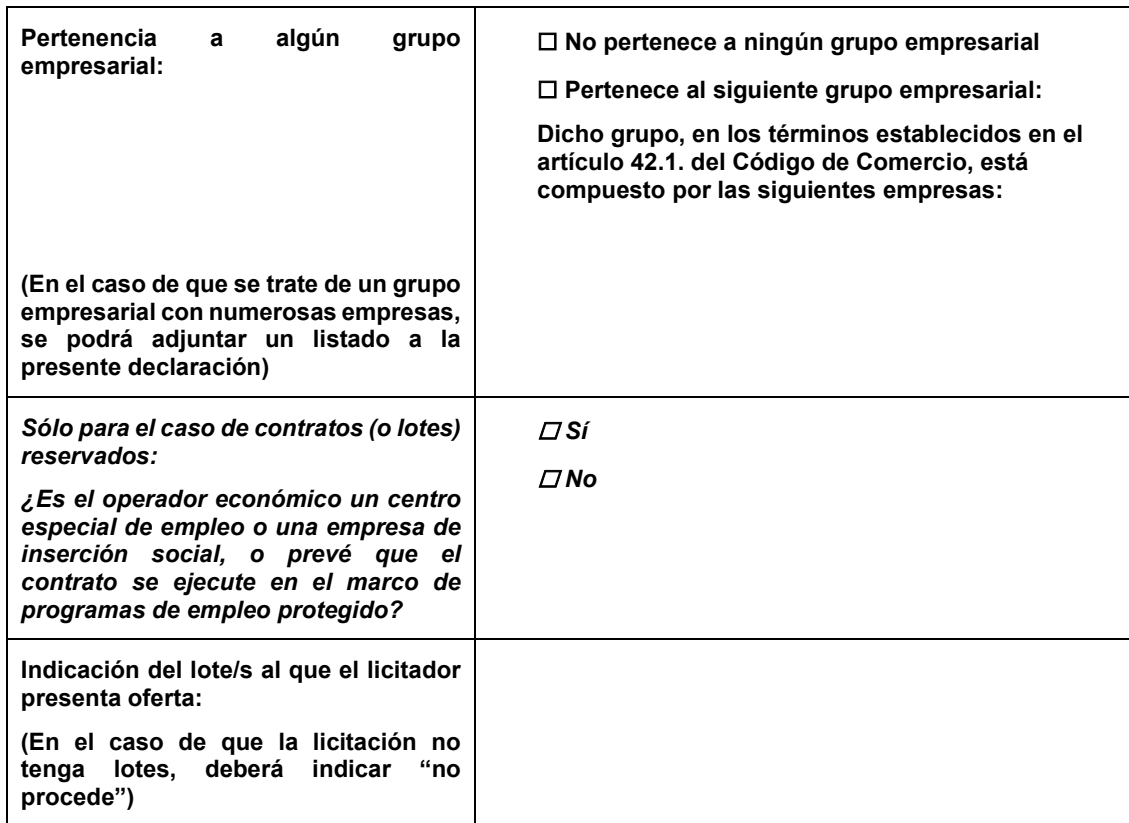 Pertenencia a algún grupo
empresarial:
(En el caso de que se trate de un grupo
empresarial con numerosas empresas,
se podrá adjuntar un listado a la
presente declaración)
☐ No pertenece a ningún grupo empresarial
☐ Pertenece al siguiente grupo empresarial:
Dicho grupo, en los términos establecidos en el
artículo 42.1. del Código de Comercio, está
compuesto por las siguientes empresas:
Sólo para el caso de contratos (o lotes)
reservados:
¿Es el operador económico un centro
especial de empleo o una empresa de
inserción social, o prevé que el
contrato se ejecute en el marco de
programas de empleo protegido?
☐ Sí
☐ No
Indicación del lote/s al que el licitador
presenta oferta:
(En el caso de que la licitación no
tenga lotes, deberá indicar “no
procede”)